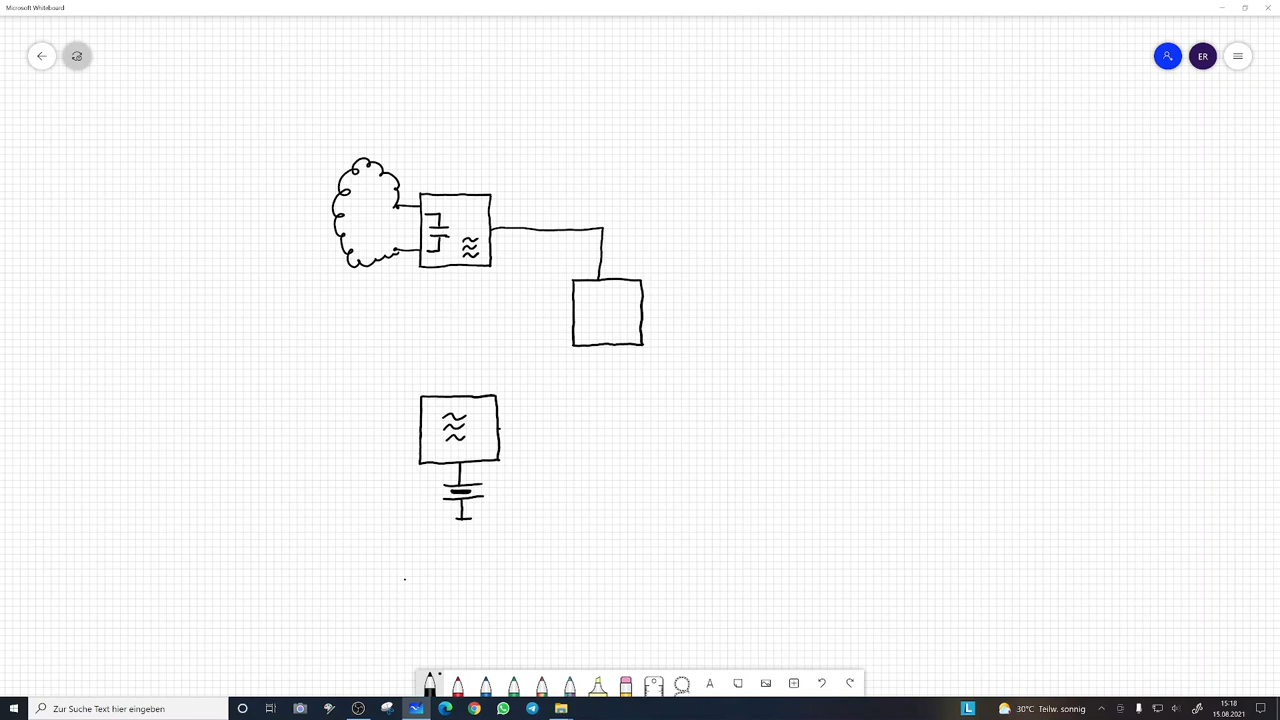 Microsoft Whiteboard
ER
A
Zur Suche Text hier eingeben
L
30°C Teilw. sonnig
15:18
15.08.2021